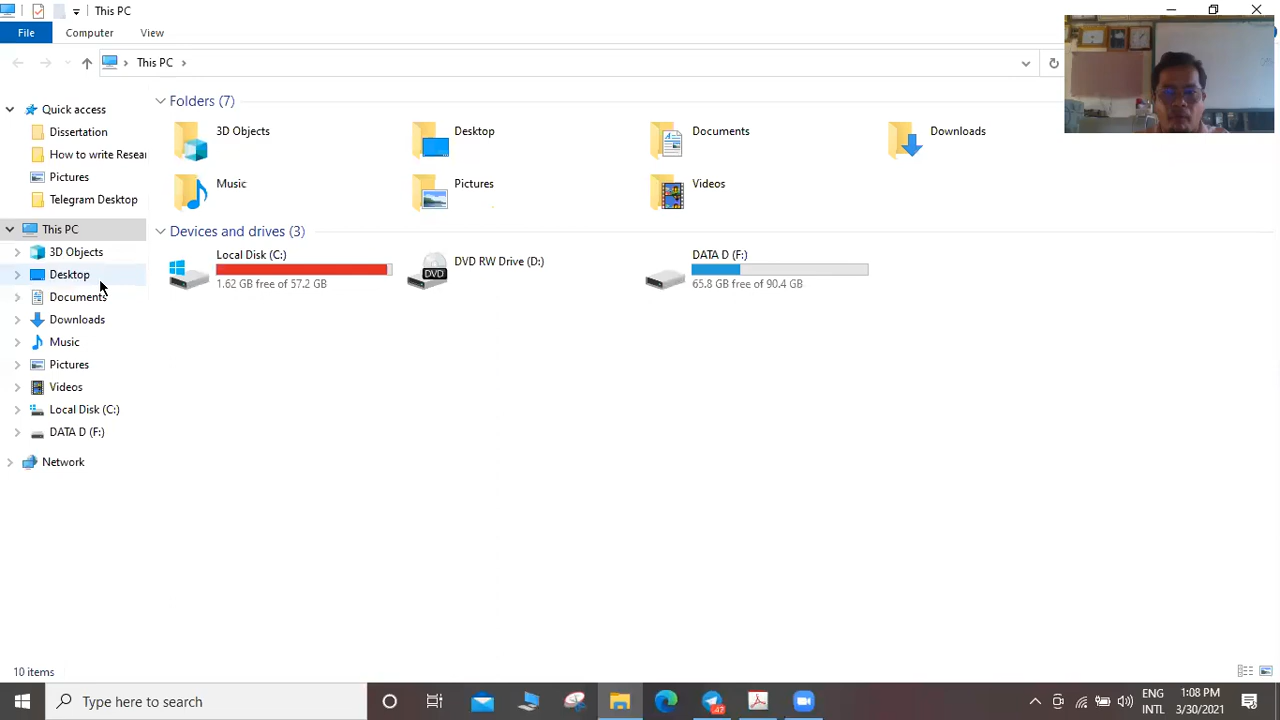 This PC
File Computer View
This PC
Quick access
Dissertation
How to write Resea
Pictures
Telegram Desktop
This PC
3D Objects
Desktop
Documents
Downloads
Music
Pictures
Videos
Local Disk (C:)
DATA D (F:)
Network
Folders (7)
3D Objects
Desktop
Documents
Downloads
Music
Pictures
Videos
Devices and drives (3)
Local Disk (C:)
1.62 GB free of 57.2 GB
DVD RW Drive (D:)
DVD
DATA D (F:)
65.8 GB free of 90.4 GB
10 items
Type here to search
47
ENG
INTL
1:08 PM
3/30/2021